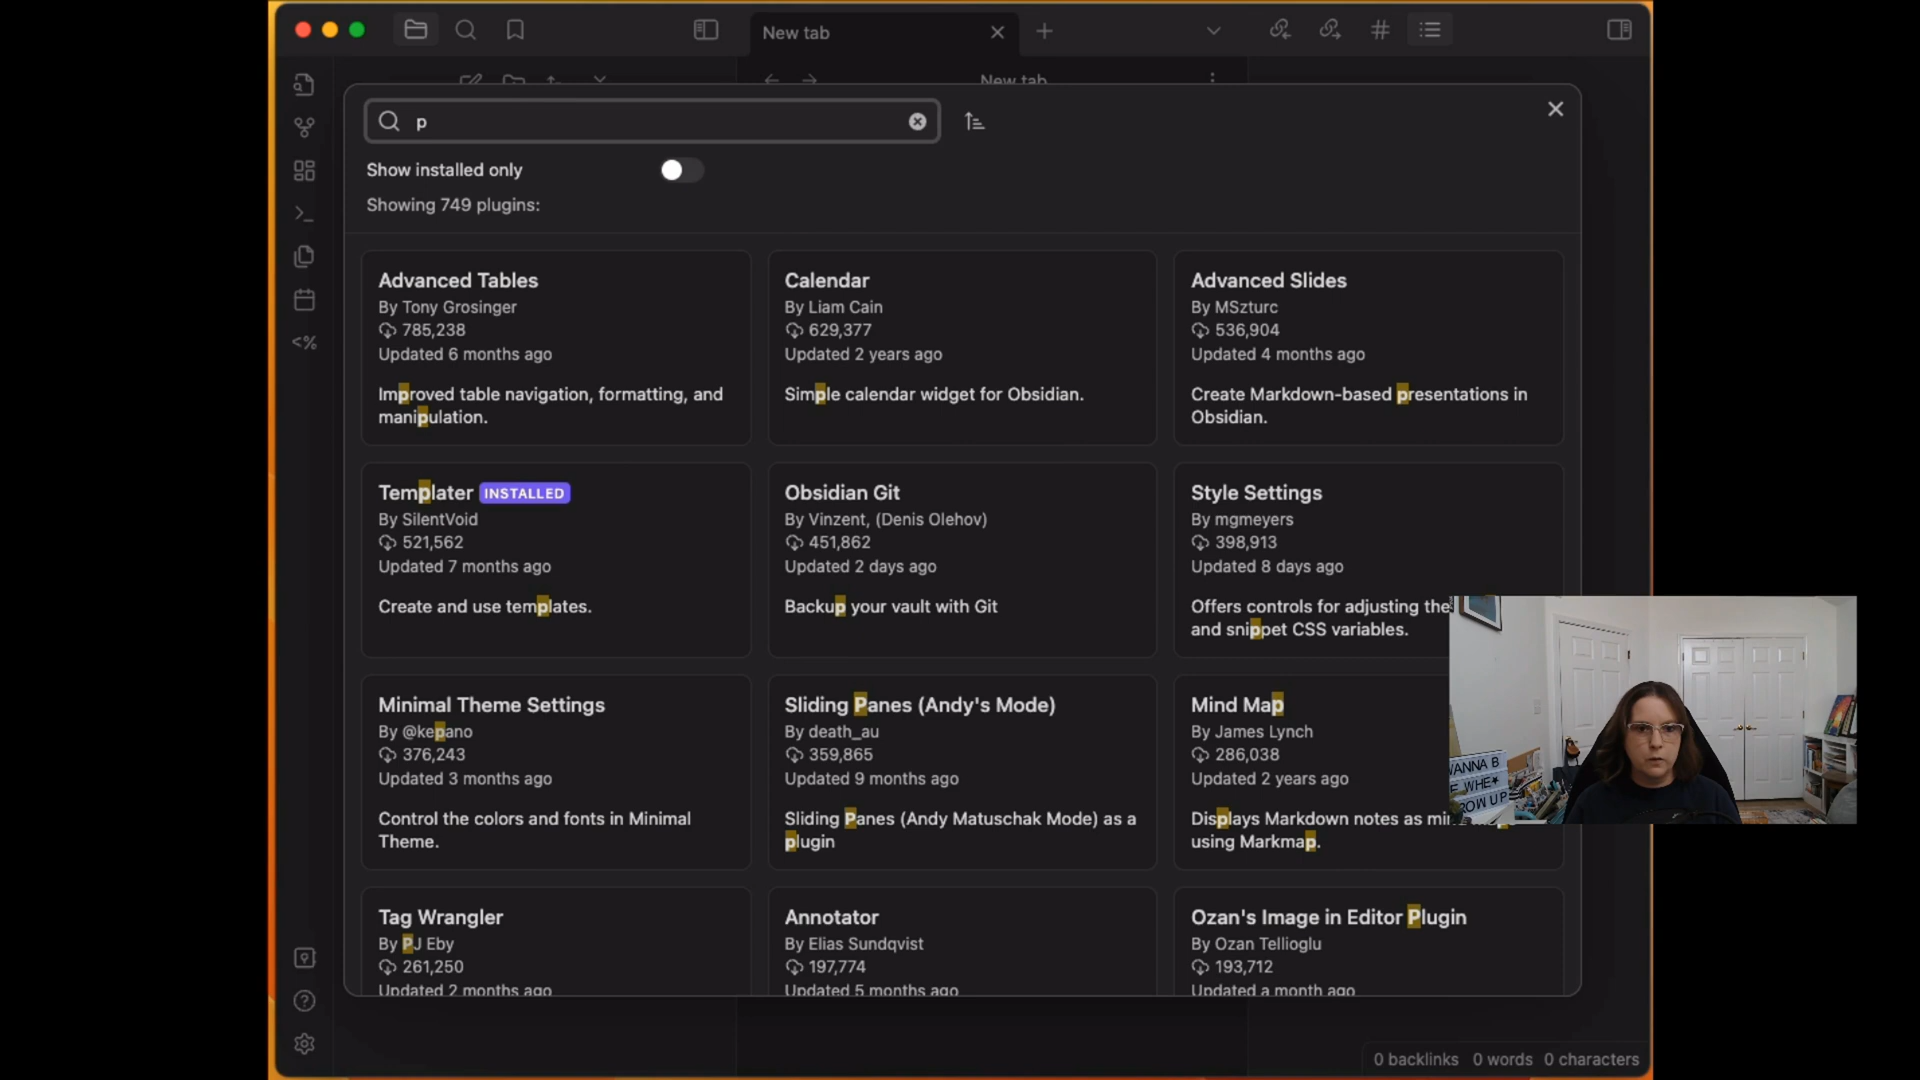 New tab
New tab
p
Show installed only
Showing 749 plugins:
Advanced Tables
By Tony Grosinger
785,238
Updated 6 months ago
Improved table navigation, formatting, and
manipulation.
Calendar
By Liam Cain
629,377
Updated 2 years ago
Simple calendar widget for Obsidian.
Advanced Slides
By MSzturc
536,904
Updated 4 months ago
Create Markdown-based presentations in
Obsidian.
Templater INSTALLED
By SilentVoid
521,562
Updated 7 months ago
Create and use templates.
Obsidian Git
By Vinzent, (Denis Olehov)
451,862
Updated 2 days ago
Backup your vault with Git
Style Settings
By mgmeyers
398,913
Updated 8 days ago
Offers controls for adjusting the
and snippet CSS variables.
Minimal Theme Settings
By @kepano
376,243
Updated 3 months ago
Control the colors and fonts in Minimal
Theme.
Sliding Panes (Andy's Mode)
By death_au
359,865
Updated 9 months ago
Sliding Panes (Andy Matuschak Mode) as a
plugin
Mind Map
By James Lynch
286,038
Updated 2 years ago
Displays Markdown notes as
using Markmap.
Tag Wrangler
By PJ Eby
261,250
Updated 2 months ago
Annotator
By Elias Sundqvist
197,774
Updated 5 months ago
Ozan's Image in Editor Plugin
By Ozan Tellioglu
193,712
Updated a month ago
WANNA B
E WHE
ROW UP
<%
0 backlinks 0 words 0 characters